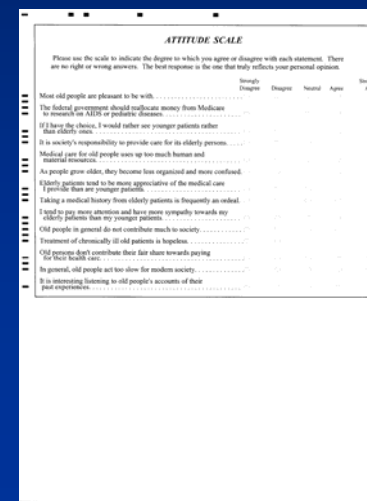 ATTITUDE SCALE
Please use the scale to indicate the degree to which you agree or disagree with each statement. There
are no right or wrong answers. The best response is the one that truly reflects your personal opinion.
Strongly
Disagree Disagree Neutral Agree
Most old people are pleasant to be with
The federal government should reallocate money from Medicare
to research on AIDS or pediatric diseases
If I have the choice, I would rather see younger patients rather
than elderly ones
It is society's responsibility to provide care for its elderly persons
Medical care for old people uses up too much human and
material resources
As people grow older, they become less organized and more confused.
Elderly patients tend to be more appreciative of the medical care
I provide than are younger patients
Taking a medical history from elderly patients is frequently an ordeal.
I tend to pay more attention and have more sympathy towards my
elderly patients than my younger patients
Old people in general do not contribute much to society
Treatment of chronically ill old patients is hopeless
Old persons don't contribute their fair share towards paying
for their health care
In general, old people act too slow for modern society
It is interesting listening to old people's accounts of their
past experiences